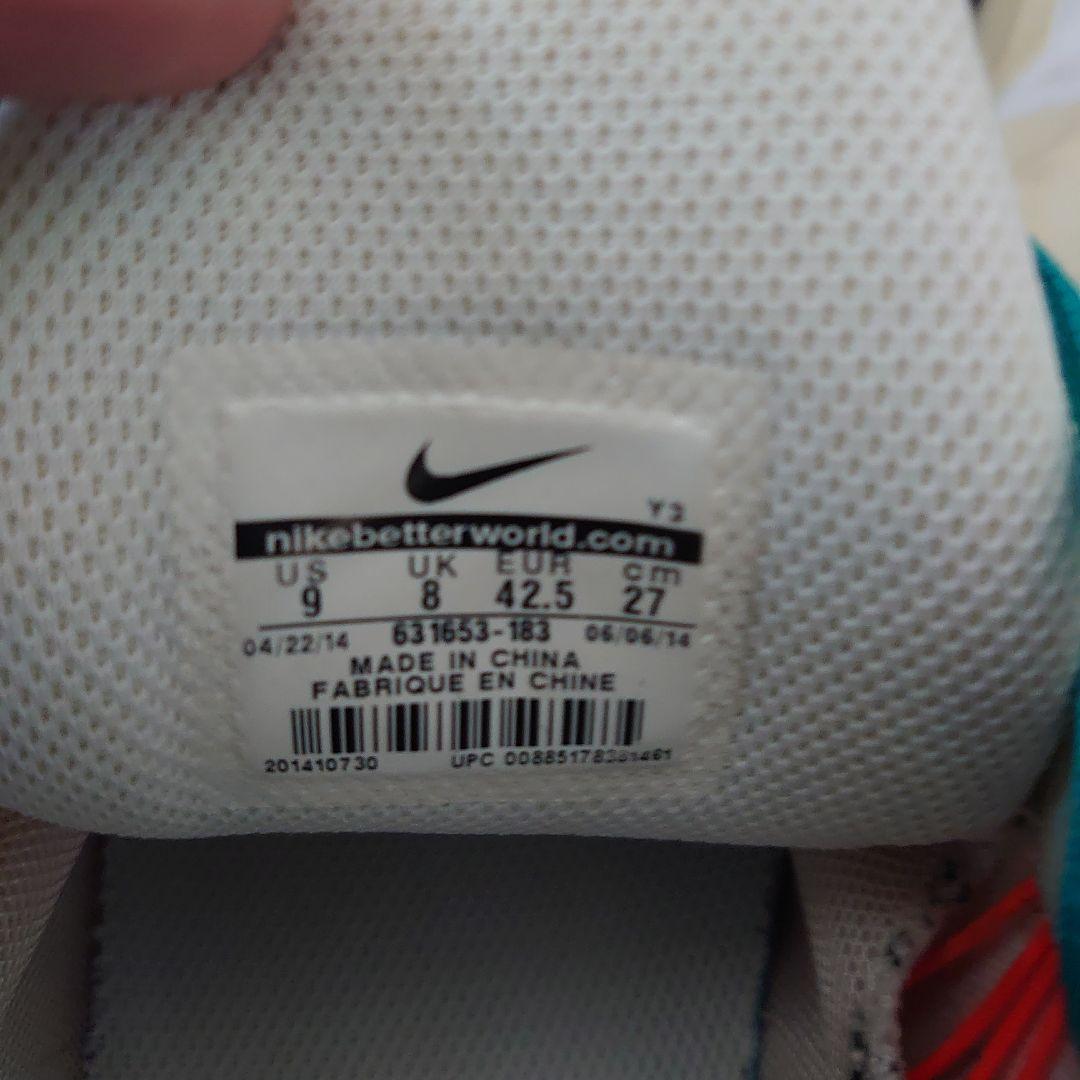 Y3
nikebetterworld.com
US UK EUR cm
9 8 42.5 27
04/22/14 631653-183 06/06/14
MADE IN CHINA
FABRIQUE EN CHINE
201410730 UPC